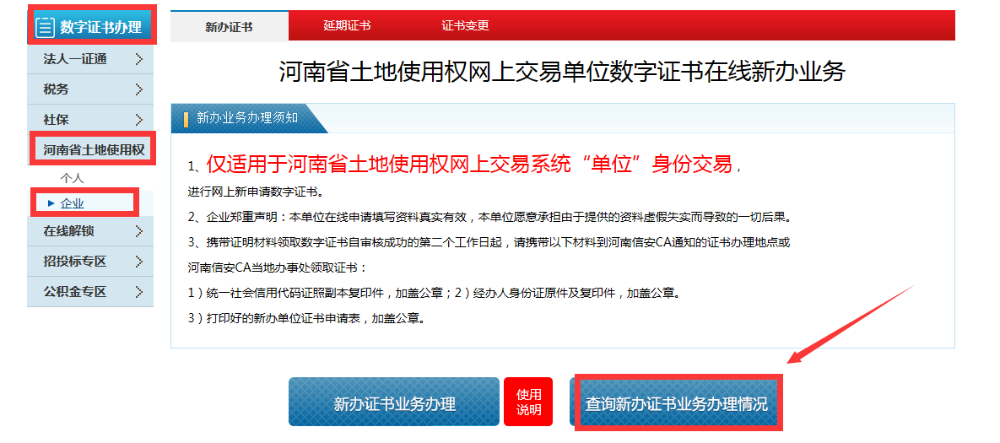 数字证书办理
法人一证通
税务
社保
河南省土地使用权
个人
企业
在线解锁
招投标专区
公积金专区
新办证书
延期证书
证书变更
河南省土地使用权网上交易单位数字证书在线新办业务
新办业务办理须知
1、仅适用于河南省土地使用权网上交易系统“单位”身份交易，
进行网上新申请数字证书。
2、企业郑重声明：本单位在线申请填写资料真实有效，本单位愿意承担由于提供的资料虚假失实而导致的一切后果。
3、携带证明材料领取数字证书自审核成功的第二个工作日起，请携带以下材料到河南信安CA通知的证书办理地点或
河南信安CA当地办事处领取证书：
1）统一社会信用代码证照副本复印件，加盖公章；2）经办人身份证原件及复印件，加盖公章。
3）打印好的新办单位证书申请表，加盖公章。
新办证书业务办理
使用
说明
查询新办证书业务办理情况